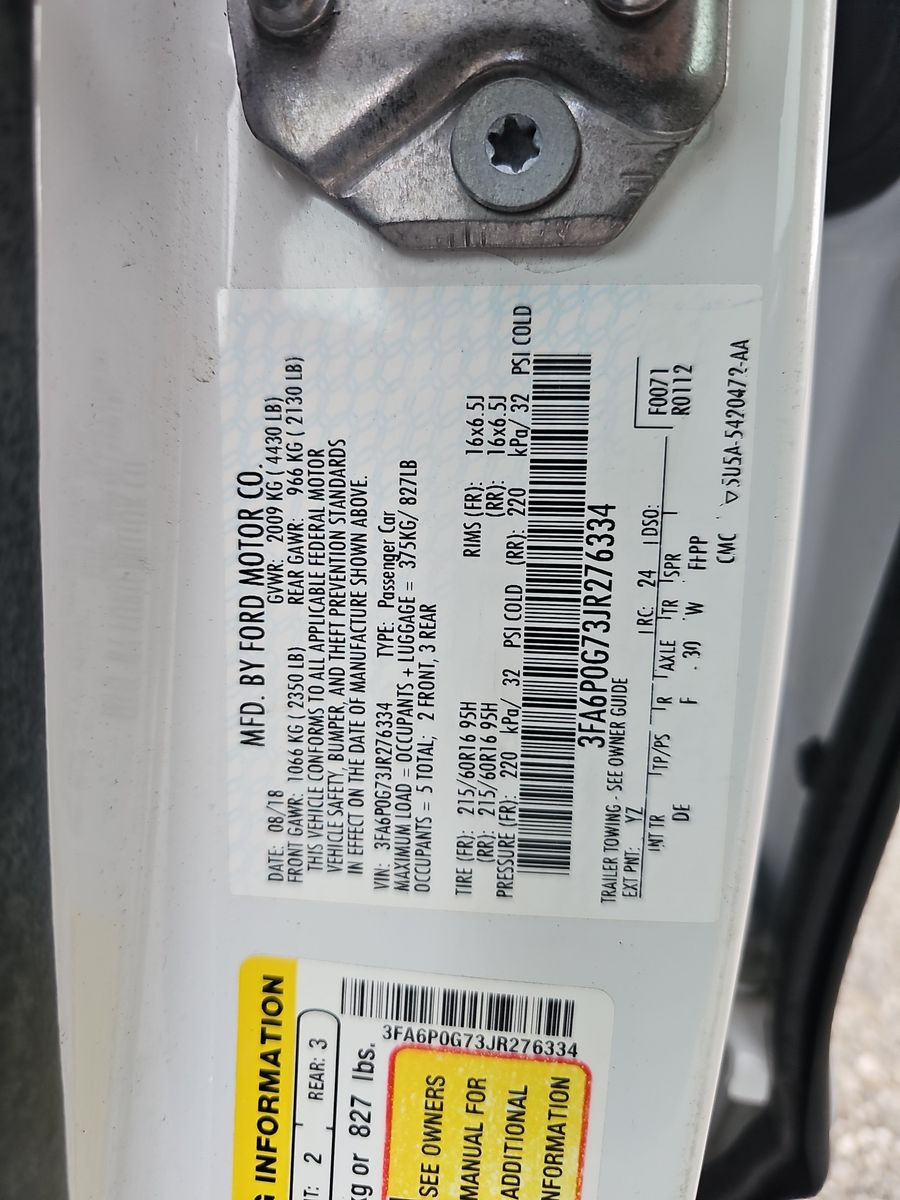 MFD. BY FORD MOTOR CO.
DATE: 08/18 GVWR: 2009 KG ( 4430 LB)
FRONT GAWR: 1066 KG ( 2350 LB) REAR GAWR: 966 KG ( 2130 LB)
THIS VEHICLE CONFORMS TO ALL APPLICABLE FEDERAL MOTOR
VEHICLE SAFETY, BUMPER, AND THEFT PREVENTION STANDARDS
IN EFFECT ON THE DATE OF MANUFACTURE SHOWN ABOVE.
VIN: 3FA6P0G73JR276334 TYPE: Passenger Car
MAXIMUM LOAD = OCCUPANTS + LUGGAGE = 375KG/ 827LB
OCCUPANTS = 5 TOTAL; 2 FRONT, 3 REAR
TIRE (FR): 215/60R16 95H RIMS (FR): 16x6.5J
(RR): 215/60R16 95H (RR): 16x6.5J
PRESSURE (FR): 220 kPa/ 32 PSI COLD (RR): 220 kPa/ 32 PSI COLD
3FA6P0G73JR276334
TRAILER TOWING - SEE OWNER GUIDE
EXT PNT: YZ RC: 24 DSO: F0071
INT TR TP/PS R AXLE TR SPR R0112
DE F 30 W FHPP
CMC ▽5U5A-5420472-AA
G INFORMATION
T: 2 REAR: 3
kg or 827 lbs.
3FA6P0G73JR276334
SEE OWNERS
MANUAL FOR
ADDITIONAL
INFORMATION